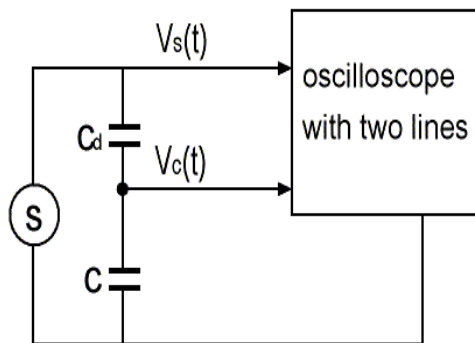 Vs(t)
oscilloscope
with two lines
Cd
Vc(t)
S
C